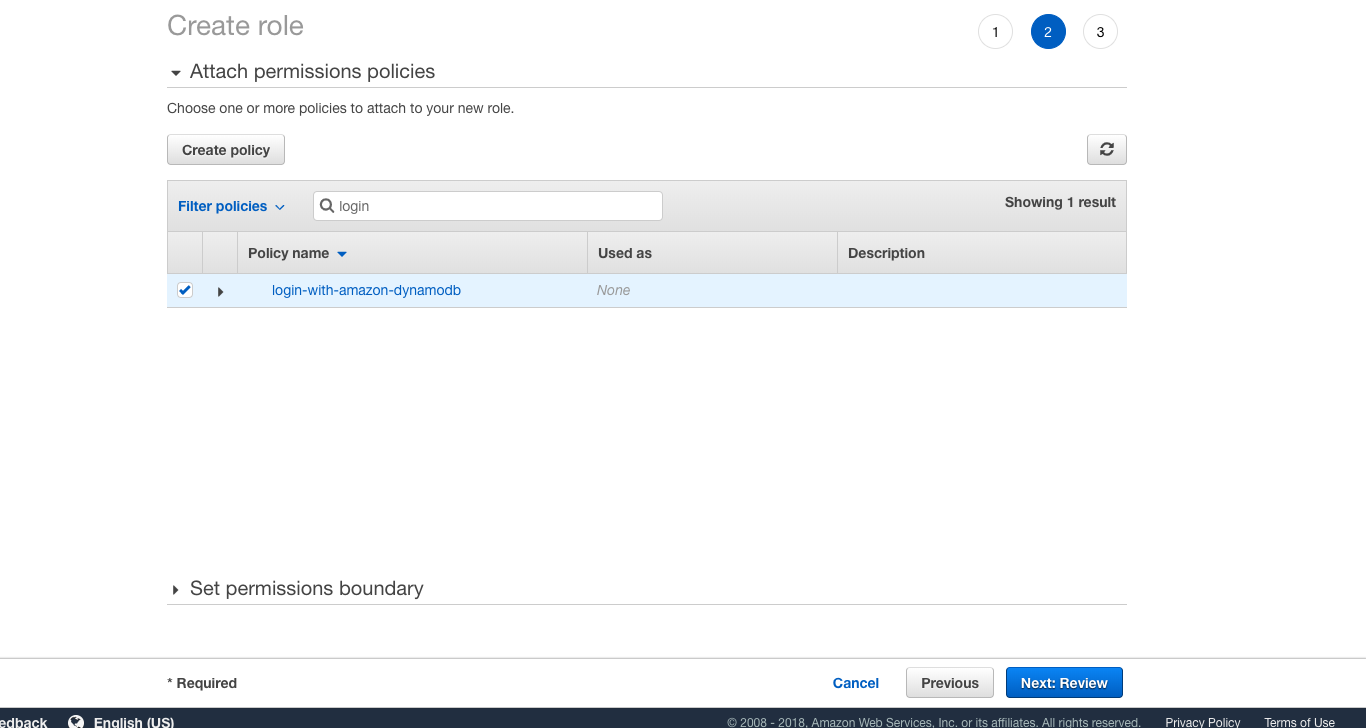 Create role
1 2 3
Attach permissions policies
Choose one or more policies to attach to your new role.
Create policy
Filter policies login Showing 1 result
Policy name Used as Description
login-with-amazon-dynamodb None
Set permissions boundary
* Required Cancel Previous Next: Review
edback English (US) © 2008 - 2018, Amazon Web Services, Inc. or its affiliates. All rights reserved. Privacy Policy Terms of Use